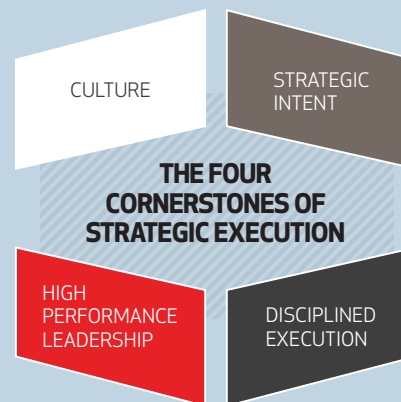 CULTURE
STRATEGIC
INTENT
THE FOUR
CORNERSTONES OF
STRATEGIC EXECUTION
HIGH
PERFORMANCE
LEADERSHIP
DISCIPLINED
EXECUTION